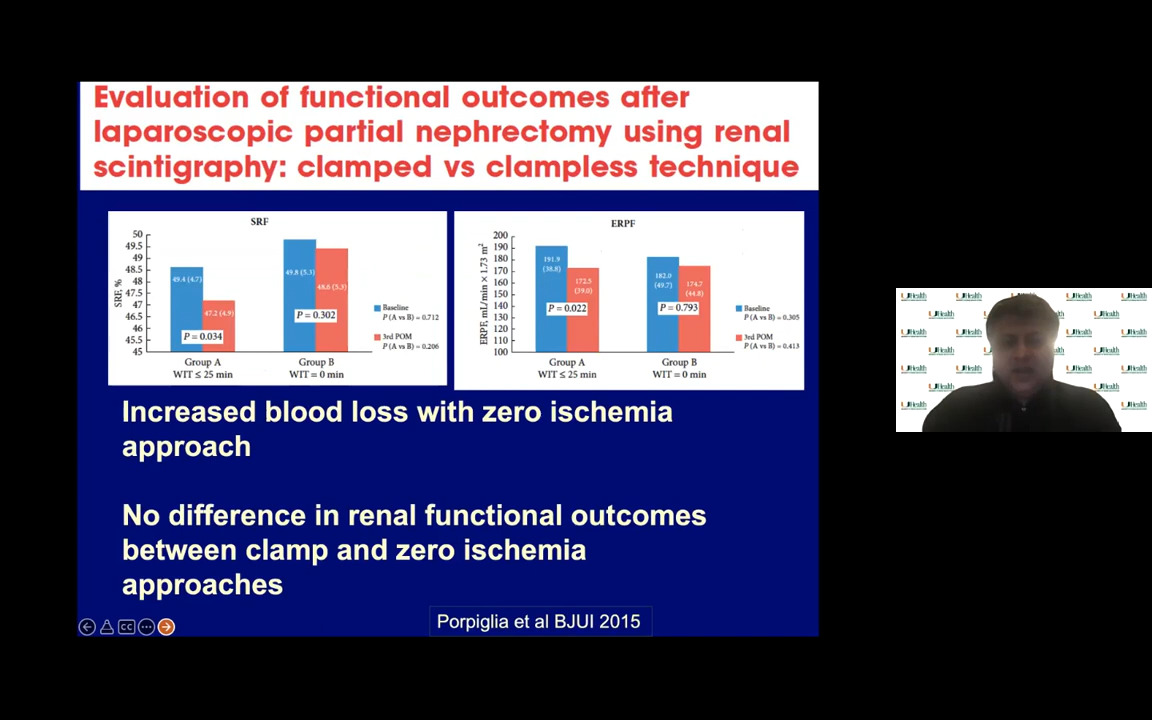 Evaluation of functional outcomes after
laparoscopic partial nephrectomy using renal
scintigraphy: clamped vs clampless technique
SRF
50
49.5
49
48.5
48
47.5
47
46.5
46
45.5
45
SRF, %
49.4 (4.7)
47.2 (4.9)
P = 0.034
49.8 (5.3)
48.6 (5.3)
P = 0.302
Group A
WIT ≤ 25 min
Group B
WIT = 0 min
Baseline
P (A vs B) = 0.712
3rd POM
P (A vs B) = 0.206
ERPF
200
190
180
170
160
150
140
130
120
110
100
ERPF, mL/min × 1.73 m²
191.9
(38.8)
172.5
(39.0)
P = 0.022
182.0
(49.7)
174.7
(44.8)
P = 0.793
Group A
WIT ≤ 25 min
Group B
WIT = 0 min
Baseline
P (A vs B) = 0.305
3rd POM
P (A vs B) = 0.413
Increased blood loss with zero ischemia
approach
No difference in renal functional outcomes
between clamp and zero ischemia
approaches
Porpiglia et al BJUI 2015
CC
UHealth